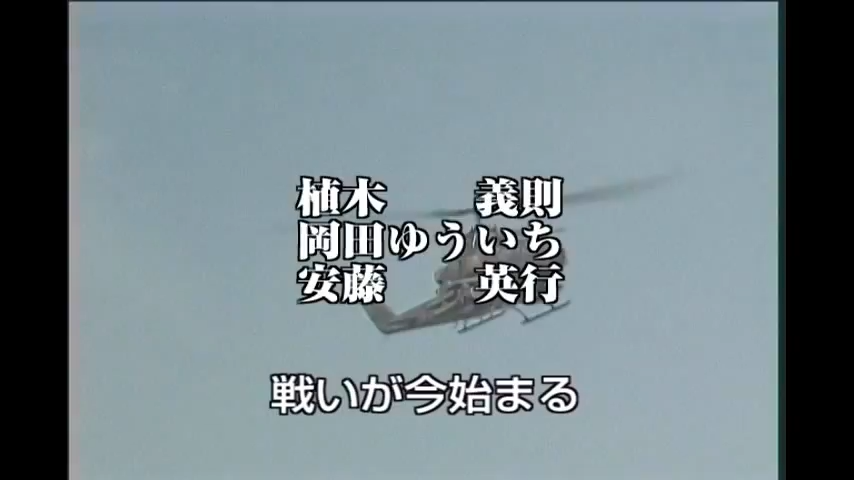 植木　義則
岡田ゆういち
安藤　英行
戦いが今始まる